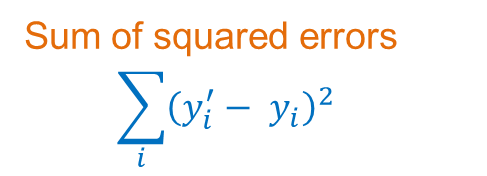 Sum of squared errors
∑(y′ᵢ − yᵢ)²
i